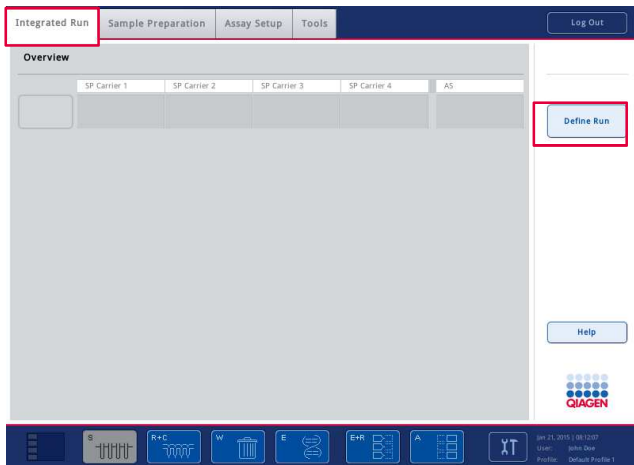 Integrated Run Sample Preparation Assay Setup Tools Log Out
Overview
SP Carrier 1 SP Carrier 2 SP Carrier 3 SP Carrier 4 AS
Define Run
Help
QIAGEN
S R+C W E E+R A
Jan 21, 2015 | 08:12:07
User: John Doe
Profile: Default Profile 1